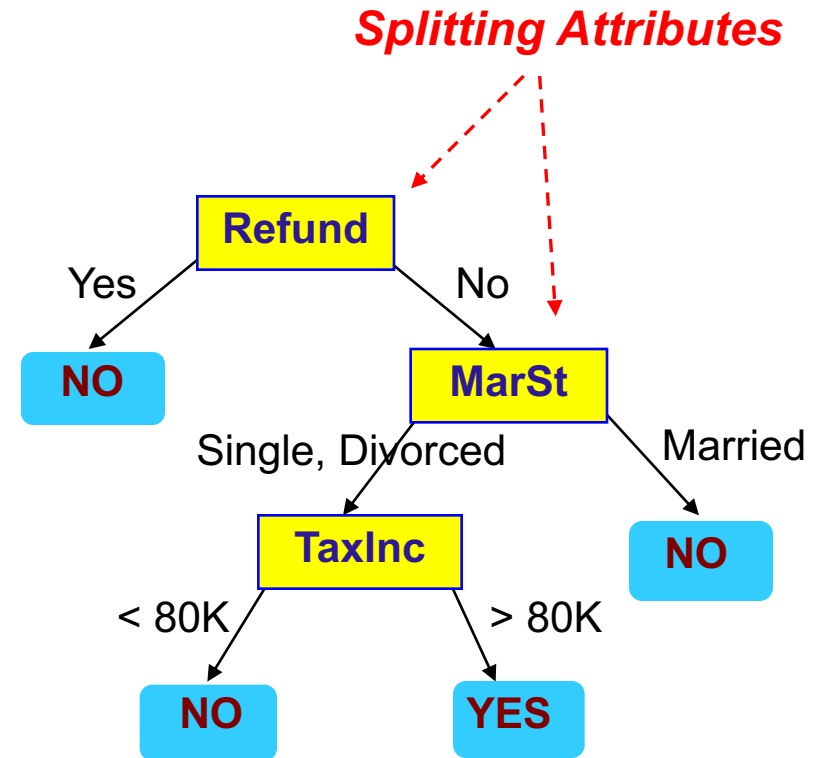 Splitting Attributes
Refund
Yes
No
NO
MarSt
Single, Divorced
Married
TaxInc
NO
< 80K
> 80K
NO
YES